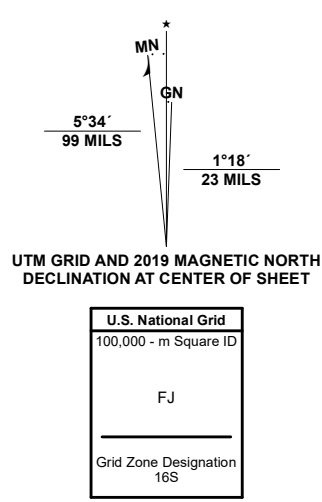 MN
GN
5°34´
99 MILS
1°18´
23 MILS
UTM GRID AND 2019 MAGNETIC NORTH
DECLINATION AT CENTER OF SHEET
U.S. National Grid
100,000 - m Square ID
FJ
Grid Zone Designation
16S